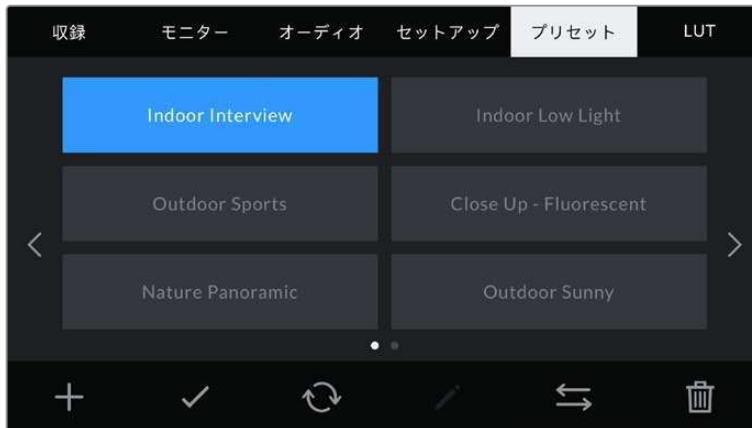 収録 モニター オーディオ セットアップ プリセット LUT
Indoor Interview Indoor Low Light
Outdoor Sports Close Up - Fluorescent
Nature Panoramic Outdoor Sunny